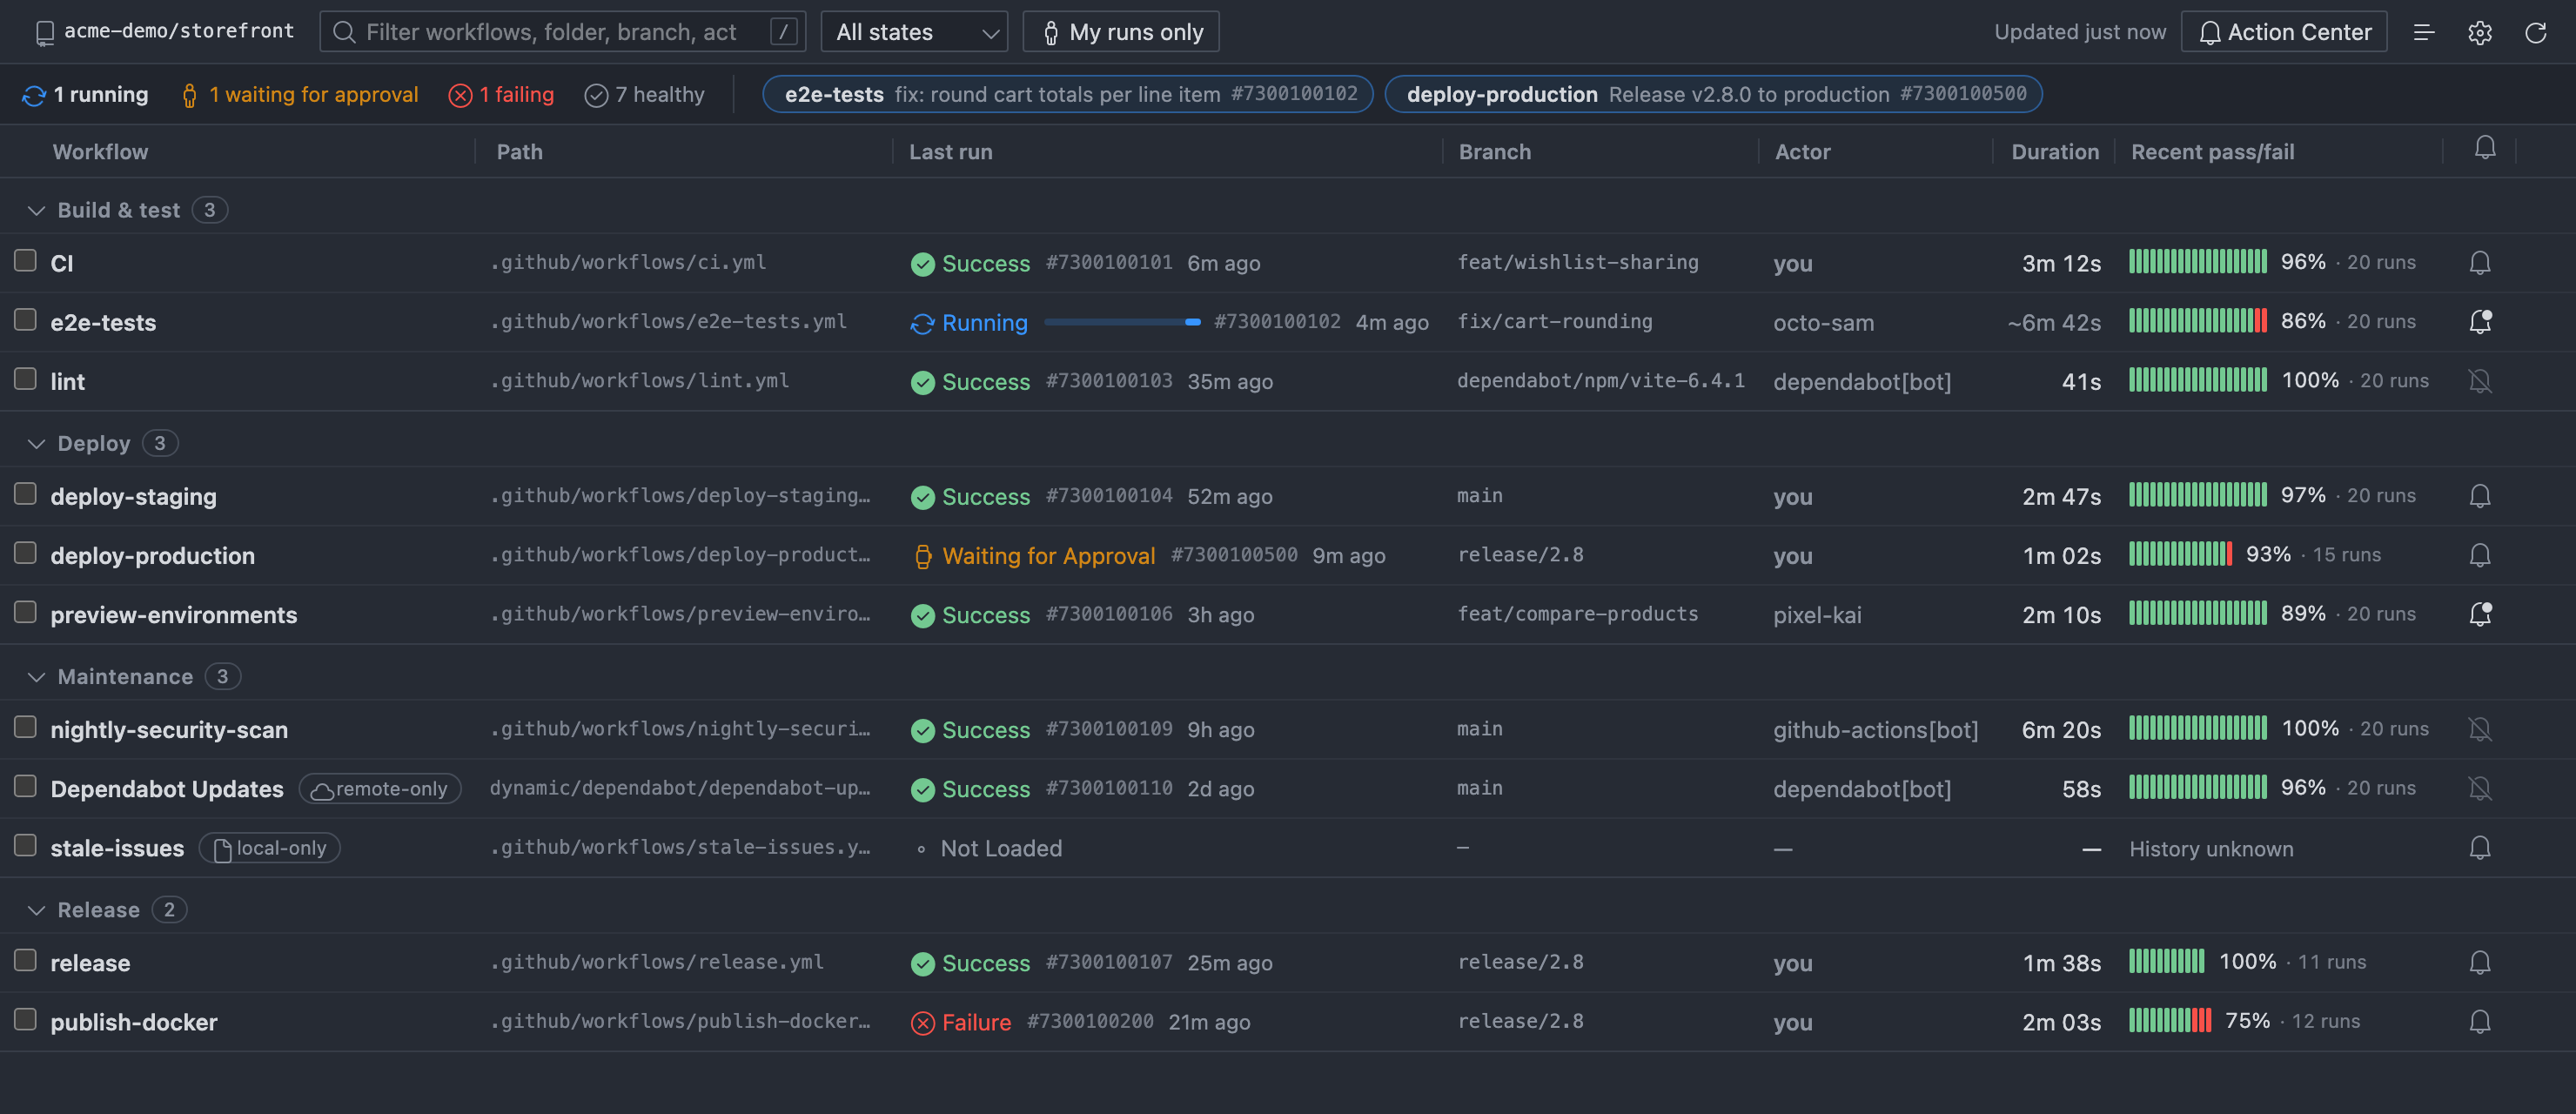 acme-demo/storefront Filter workflows, folder, branch, act / All states My runs only Updated just now Action Center
1 running 1 waiting for approval 1 failing 7 healthy e2e-tests fix: round cart totals per line item #7300100102 deploy-production Release v2.8.0 to production #7300100500
Workflow Path Last run Branch Actor Duration Recent pass/fail
Build & test 3
CI .github/workflows/ci.yml Success #7300100101 6m ago feat/wishlist-sharing you 3m 12s 96% · 20 runs
e2e-tests .github/workflows/e2e-tests.yml Running #7300100102 4m ago fix/cart-rounding octo-sam ~6m 42s 86% · 20 runs
lint .github/workflows/lint.yml Success #7300100103 35m ago dependabot/npm/vite-6.4.1 dependabot[bot] 41s 100% · 20 runs
Deploy 3
deploy-staging .github/workflows/deploy-staging… Success #7300100104 52m ago main you 2m 47s 97% · 20 runs
deploy-production .github/workflows/deploy-product… Waiting for Approval #7300100500 9m ago release/2.8 you 1m 02s 93% · 15 runs
preview-environments .github/workflows/preview-enviro… Success #7300100106 3h ago feat/compare-products pixel-kai 2m 10s 89% · 20 runs
Maintenance 3
nightly-security-scan .github/workflows/nightly-securi… Success #7300100109 9h ago main github-actions[bot] 6m 20s 100% · 20 runs
Dependabot Updates remote-only dynamic/dependabot/dependabot-up… Success #7300100110 2d ago main dependabot[bot] 58s 96% · 20 runs
stale-issues local-only .github/workflows/stale-issues.y… Not Loaded — — — History unknown
Release 2
release .github/workflows/release.yml Success #7300100107 25m ago release/2.8 you 1m 38s 100% · 11 runs
publish-docker .github/workflows/publish-docker… Failure #7300100200 21m ago release/2.8 you 2m 03s 75% · 12 runs